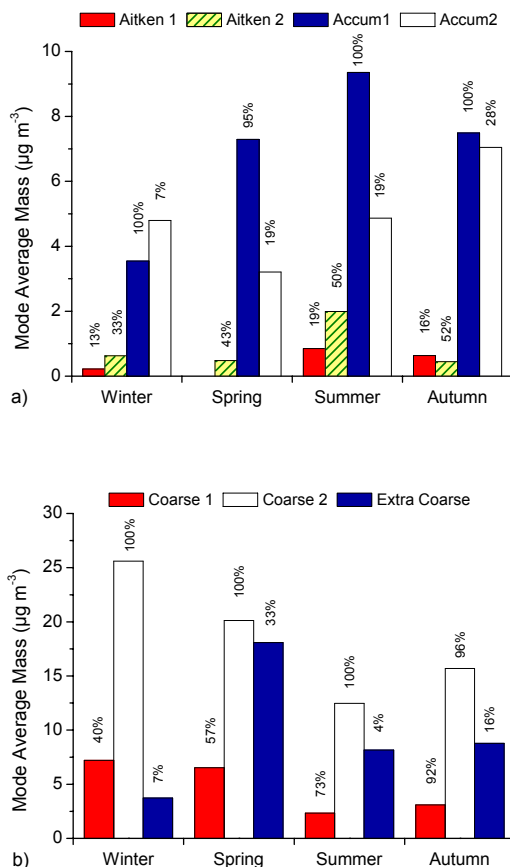 Aitken 1 Aitken 2 Accum1 Accum2
Mode Average Mass (µg m-3)
10
8
6
4
2
0
13% 33% 100% 7%
43% 95% 19%
19% 50% 100% 19%
16% 52% 100% 28%
Winter Spring Summer Autumn
a)
Coarse 1 Coarse 2 Extra Coarse
Mode Average Mass (µg m-3)
30
25
20
15
10
5
0
40% 100% 7%
57% 100% 33%
73% 100% 4%
92% 96% 16%
Winter Spring Summer Autumn
b)